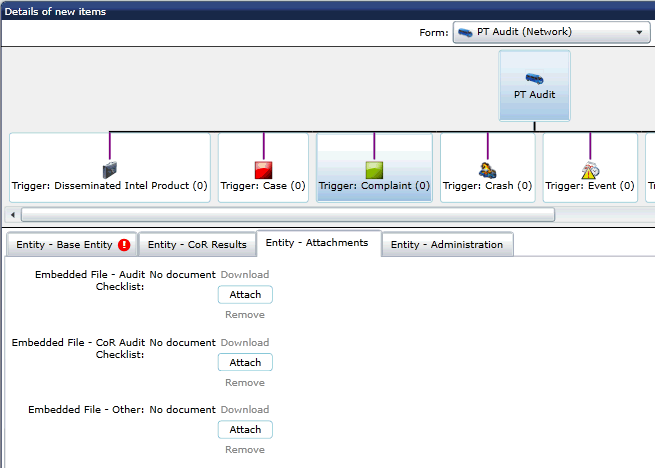 Details of new items
Form: PT Audit (Network)
PT Audit
Trigger: Disseminated Intel Product (0) Trigger: Case (0) Trigger: Complaint (0) Trigger: Crash (0) Trigger: Event (0)
Entity - Base Entity Entity - CoR Results Entity - Attachments Entity - Administration
Embedded File - Audit No document Download
Checklist:
Attach
Remove
Embedded File - CoR Audit No document Download
Checklist:
Attach
Remove
Embedded File - Other: No document Download
Attach
Remove